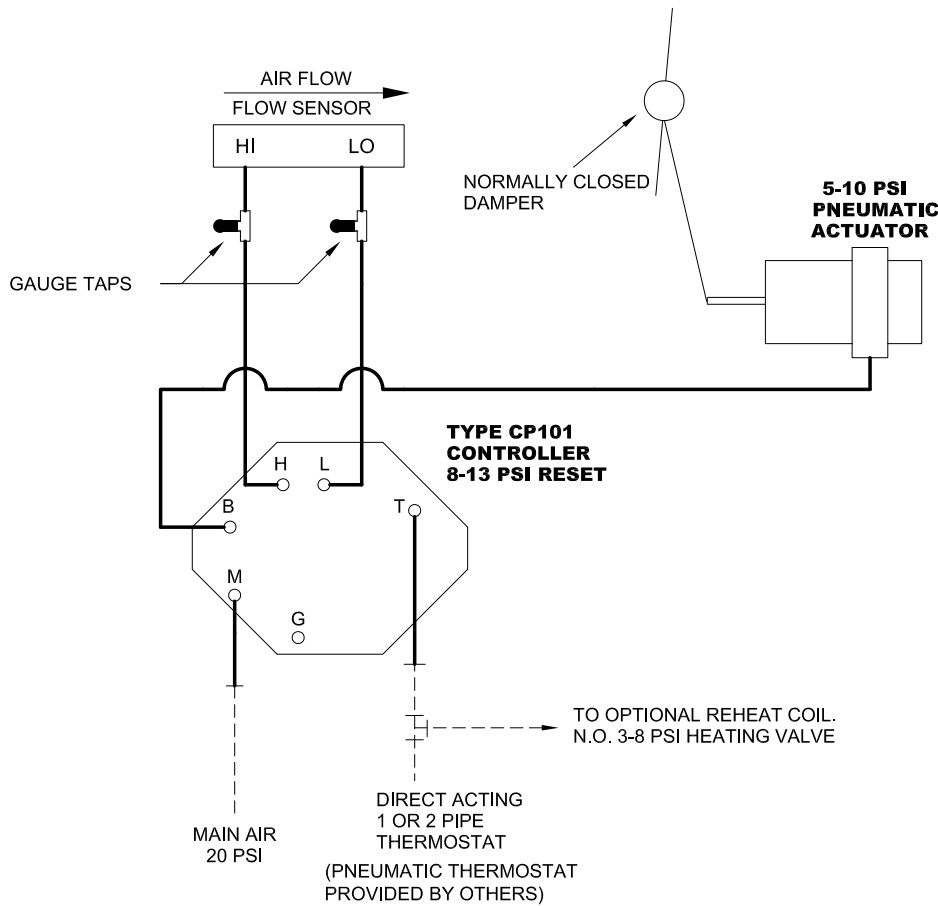 AIR FLOW
FLOW SENSOR
HI
LO
NORMALLY CLOSED
DAMPER
5-10 PSI
PNEUMATIC
ACTUATOR
GAUGE TAPS
TYPE CP101
CONTROLLER
8-13 PSI RESET
H
L
B
T
M
G
TO OPTIONAL REHEAT COIL.
N.O. 3-8 PSI HEATING VALVE
MAIN AIR
20 PSI
DIRECT ACTING
1 OR 2 PIPE
THERMOSTAT
(PNEUMATIC THERMOSTAT
PROVIDED BY OTHERS)